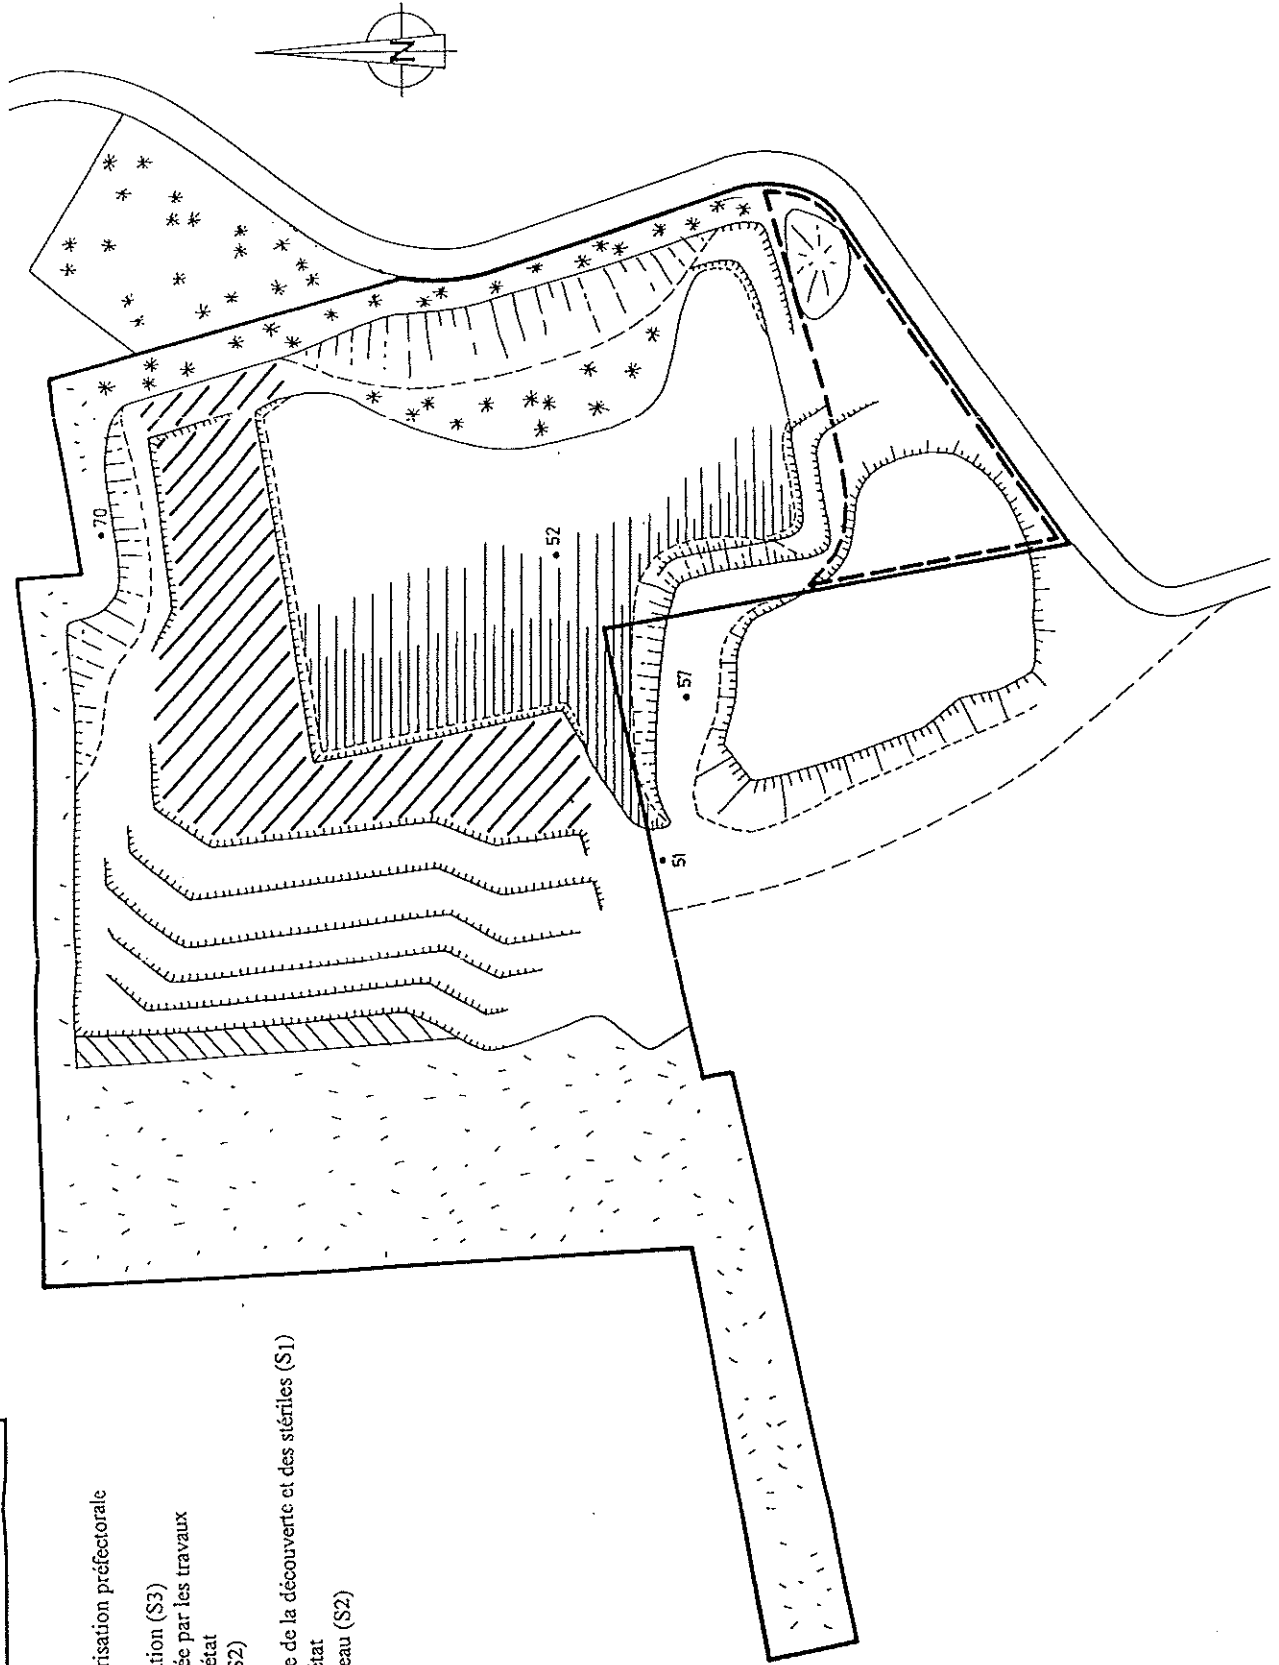 N
70
52
57
51
risation préfectorale
tion (S3)
ée par les travaux
état
S2)
e de la découverte et des stériles (S1)
état
eau (S2)